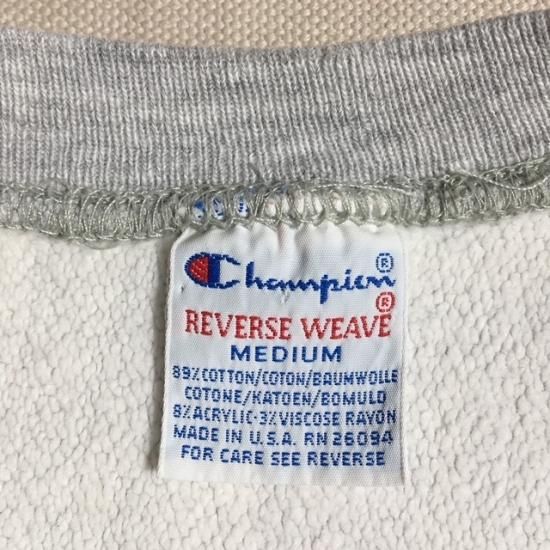 Champion®
REVERSE WEAVE®
MEDIUM
89% COTTON/COTON/BAUMWOLLE
COTONE/KATOEN/BOMULD
8% ACRYLIC·3% VISCOSE RAYON
MADE IN U.S.A. RN 26094
FOR CARE SEE REVERSE